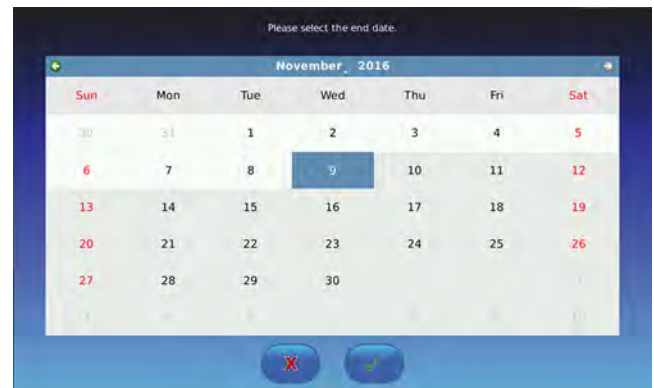 Please select the end date.
November, 2016
Sun Mon Tue Wed Thu Fri Sat
30 31 1 2 3 4 5
6 7 8 9 10 11 12
13 14 15 16 17 18 19
20 21 22 23 24 25 26
27 28 29 30
X